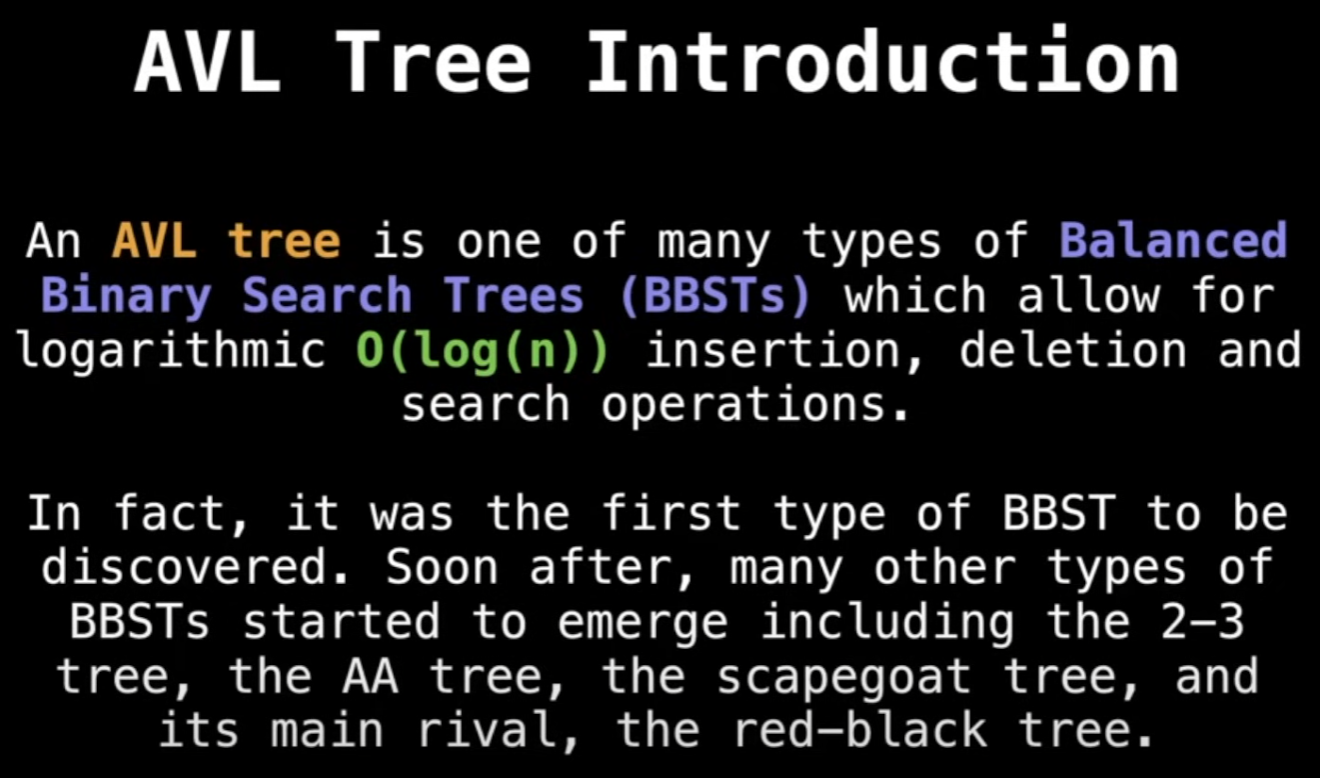 AVL Tree Introduction
An AVL tree is one of many types of Balanced
Binary Search Trees (BBSTs) which allow for
logarithmic O(log(n)) insertion, deletion and
search operations.
In fact, it was the first type of BBST to be
discovered. Soon after, many other types of
BBSTs started to emerge including the 2–3
tree, the AA tree, the scapegoat tree, and
its main rival, the red–black tree.